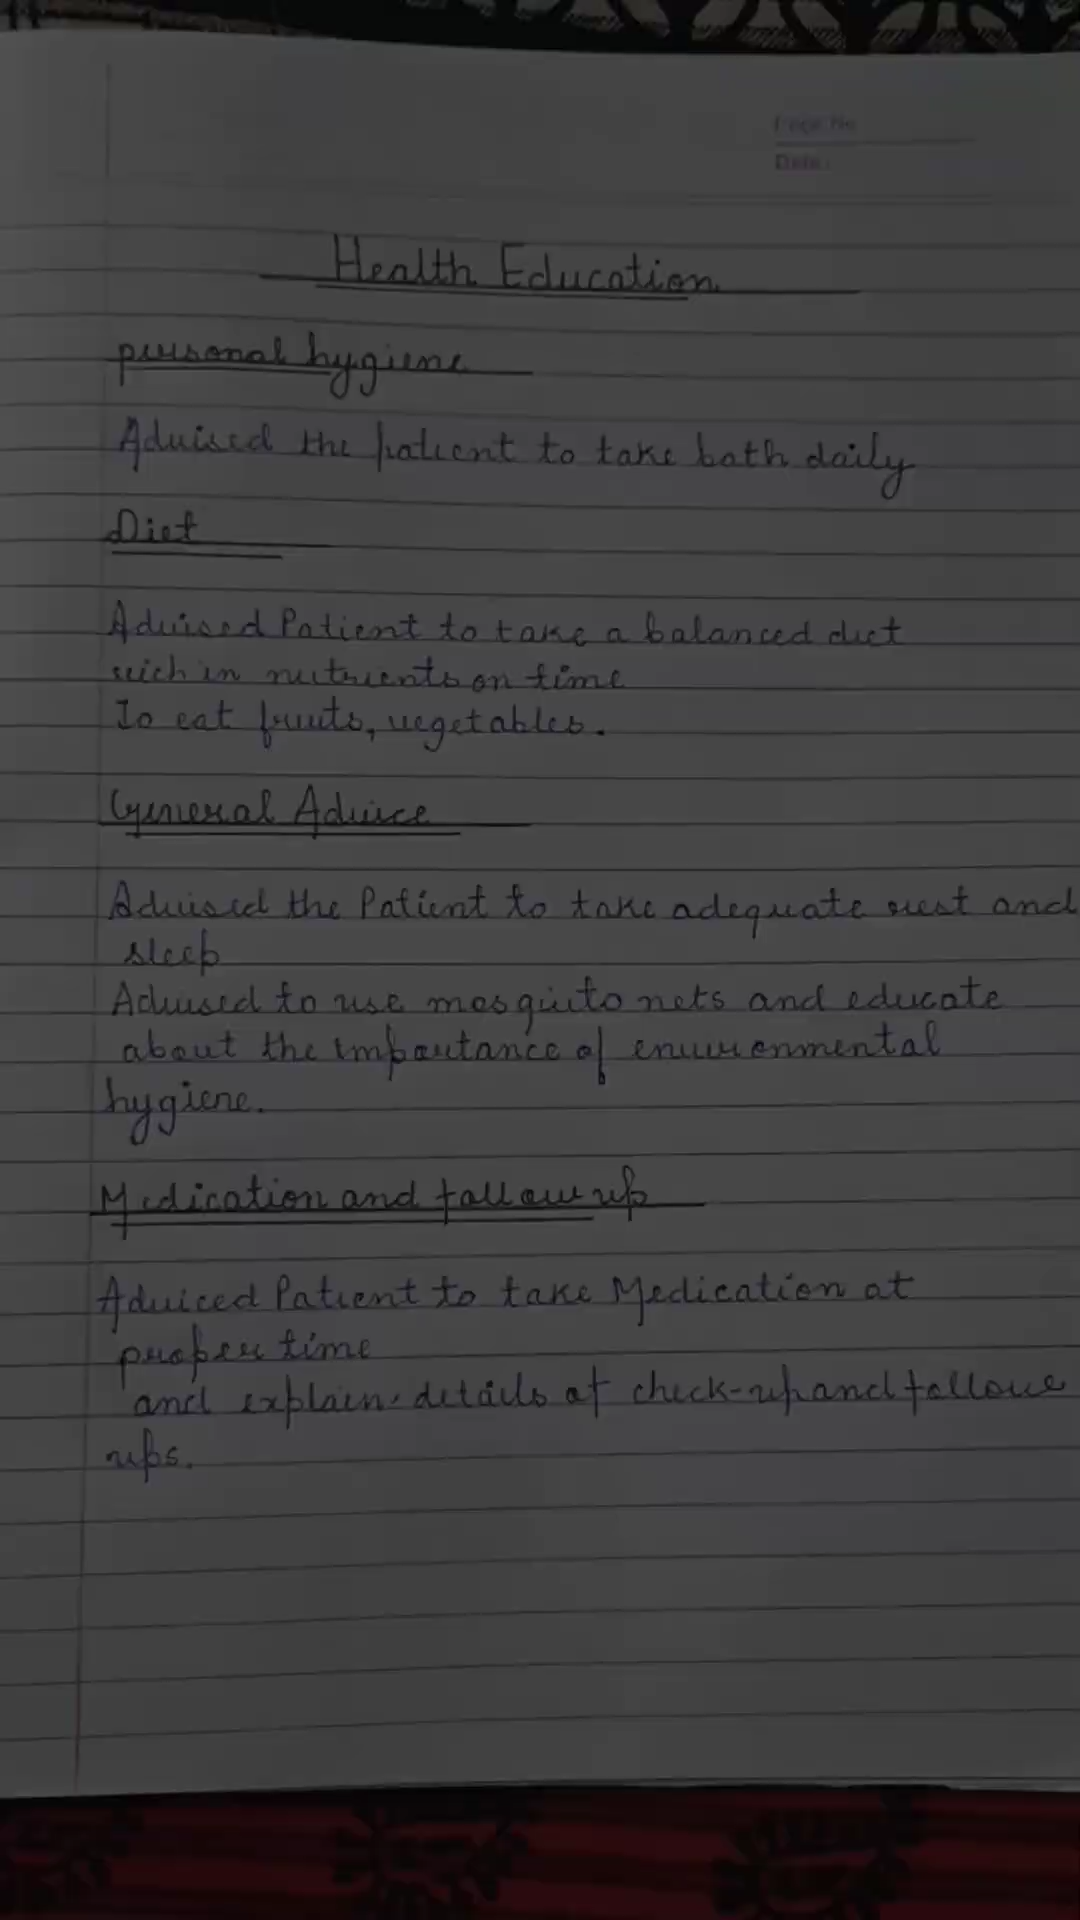 Page No
Date:
Health Education
personal hygiene
Advised the patient to take bath daily
Diet
Advised Patient to take a balanced diet
rich in nutrients on time
To eat fruits, vegetables.
General Advice
Advised the Patient to take adequate rest and
sleep
Advised to use mosquito nets and educate
about the importance of environmental
hygiene.
Medication and follow up
Adviced Patient to take Medication at
proper time
and explain details of check-up and follow
ups.